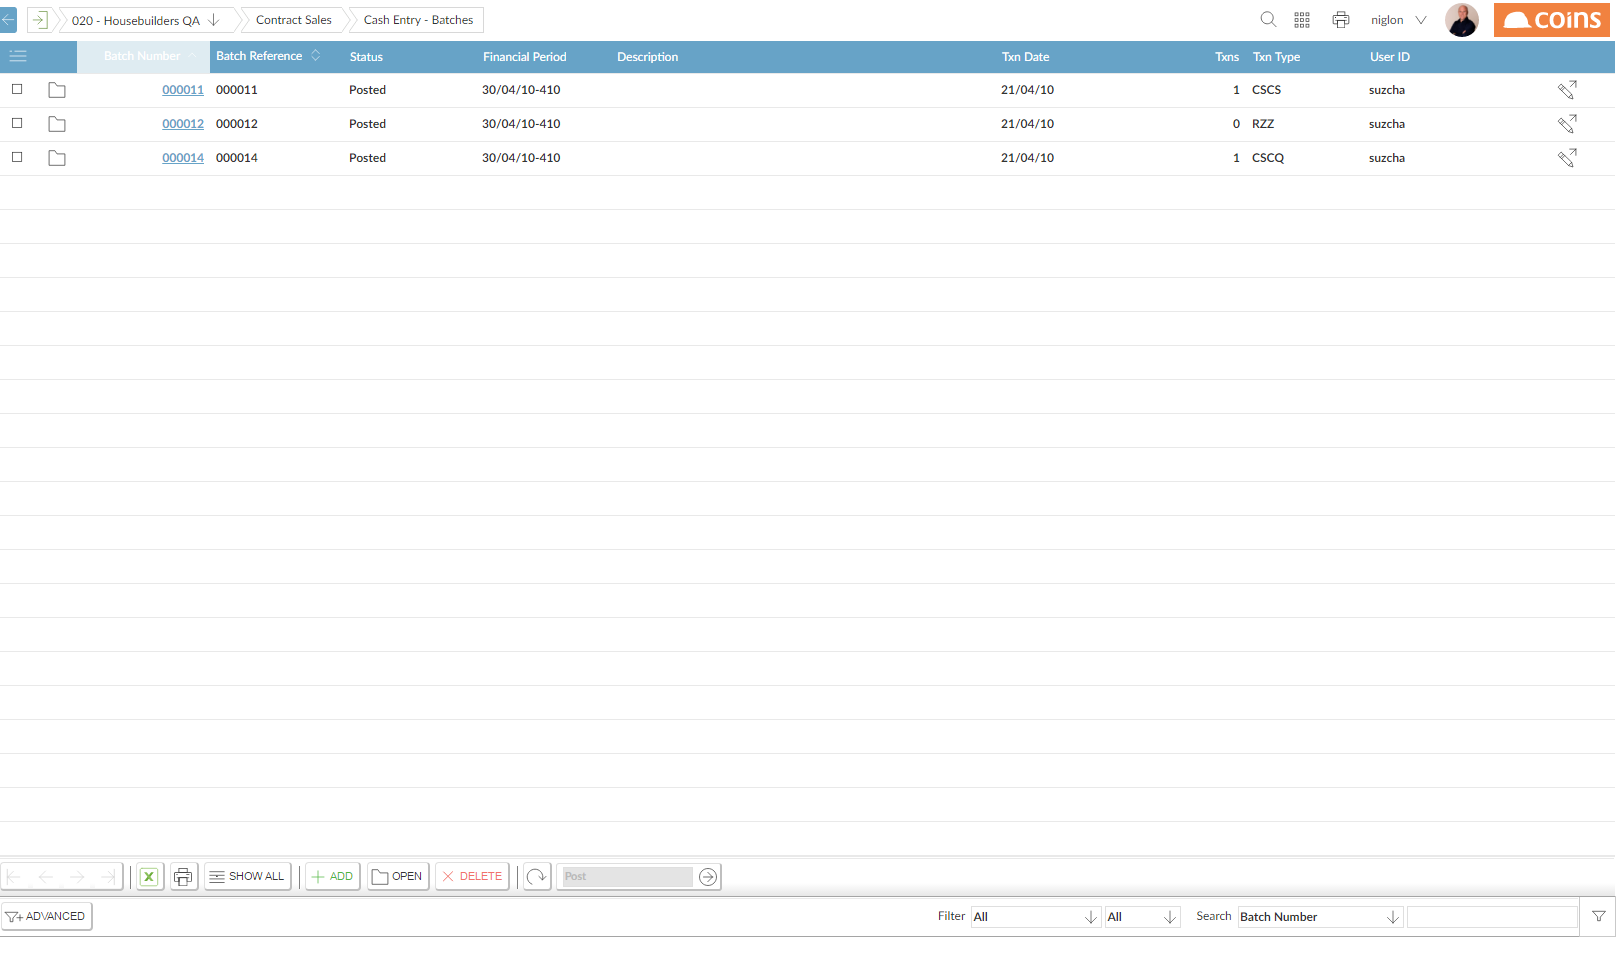 020 - Housebuilders QA Contract Sales Cash Entry - Batches niglon coins
Batch Number Batch Reference Status Financial Period Description Txn Date Txns Txn Type User ID
000011 000011 Posted 30/04/10-410 21/04/10 1 CSCS suzcha
000012 000012 Posted 30/04/10-410 21/04/10 0 RZZ suzcha
000014 000014 Posted 30/04/10-410 21/04/10 1 CSCQ suzcha
X SHOW ALL ADD OPEN DELETE Post
ADVANCED Filter All All Search Batch Number